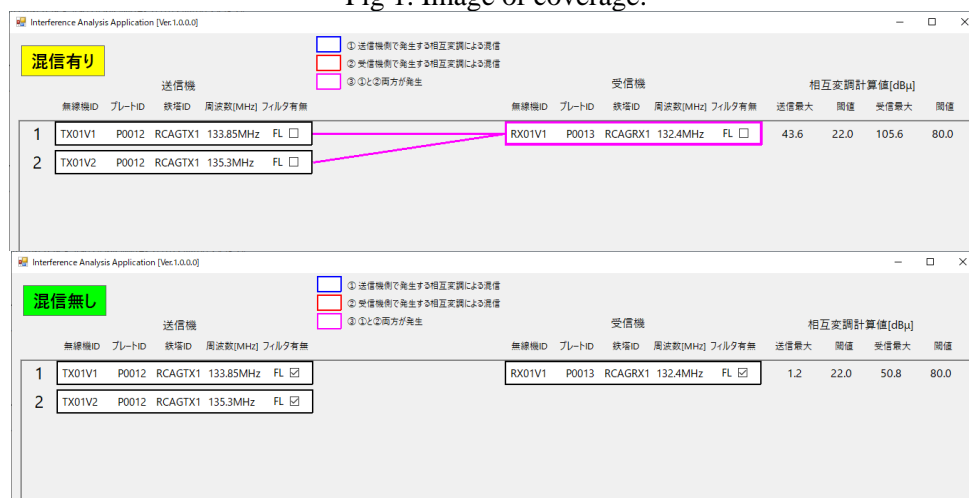 Fig 1. Image of coverage.
Interference Analysis Application [Ver.1.0.0.0]
混信有り
① 送信機側で発生する相互変調による混信
② 受信機側で発生する相互変調による混信
③ ①と②両方が発生
送信機 受信機 相互変調計算値[dBμ]
無線機ID プレートID 鉄塔ID 周波数[MHz] フィルタ有無 無線機ID プレートID 鉄塔ID 周波数[MHz] フィルタ有無 送信最大 閾値 受信最大 閾値
1 TX01V1 P0012 RCAGTX1 133.85MHz FL ☐ RX01V1 P0013 RCAGRX1 132.4MHz FL ☐ 43.6 22.0 105.6 80.0
2 TX01V2 P0012 RCAGTX1 135.3MHz FL ☐
Interference Analysis Application [Ver.1.0.0.0]
混信無し
① 送信機側で発生する相互変調による混信
② 受信機側で発生する相互変調による混信
③ ①と②両方が発生
送信機 受信機 相互変調計算値[dBμ]
無線機ID プレートID 鉄塔ID 周波数[MHz] フィルタ有無 無線機ID プレートID 鉄塔ID 周波数[MHz] フィルタ有無 送信最大 閾値 受信最大 閾値
1 TX01V1 P0012 RCAGTX1 133.85MHz FL ☑ RX01V1 P0013 RCAGRX1 132.4MHz FL ☑ 1.2 22.0 50.8 80.0
2 TX01V2 P0012 RCAGTX1 135.3MHz FL ☑